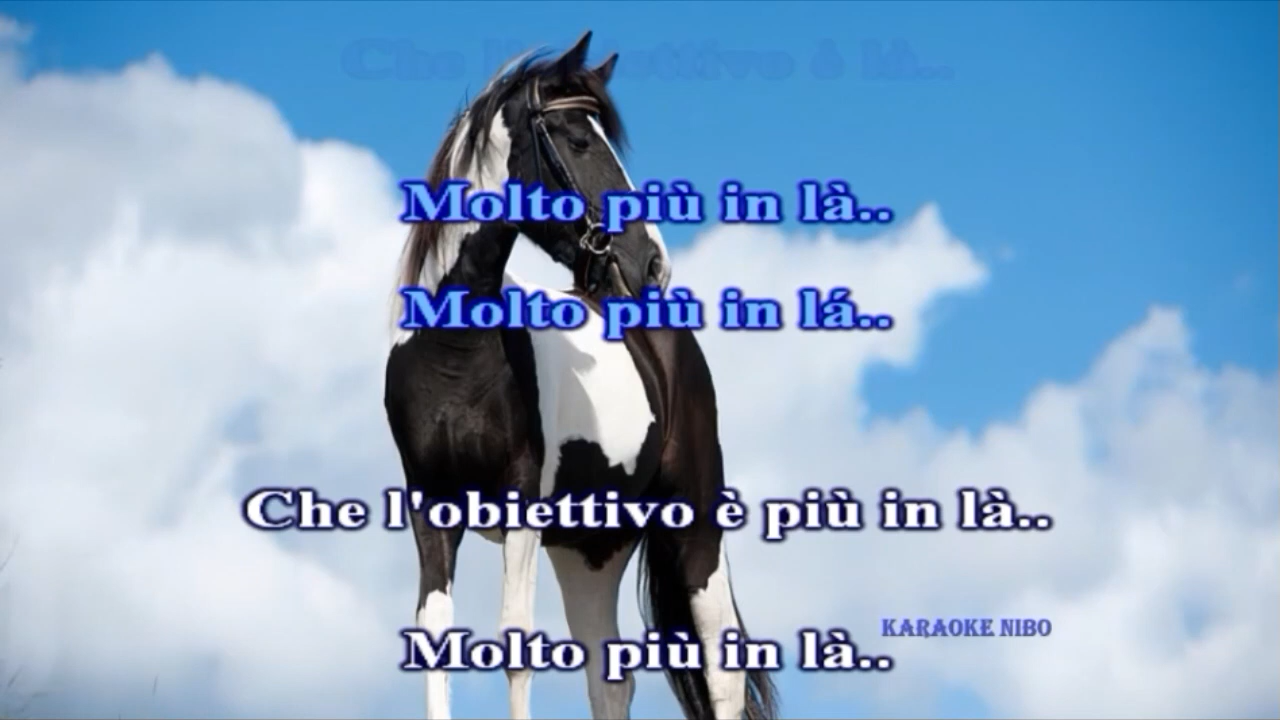 Che l'obiettivo è là..
Molto più in là..
Molto più in lá..
Che l'obiettivo è più in là..
KARAOKE NIBO
Molto più in là..